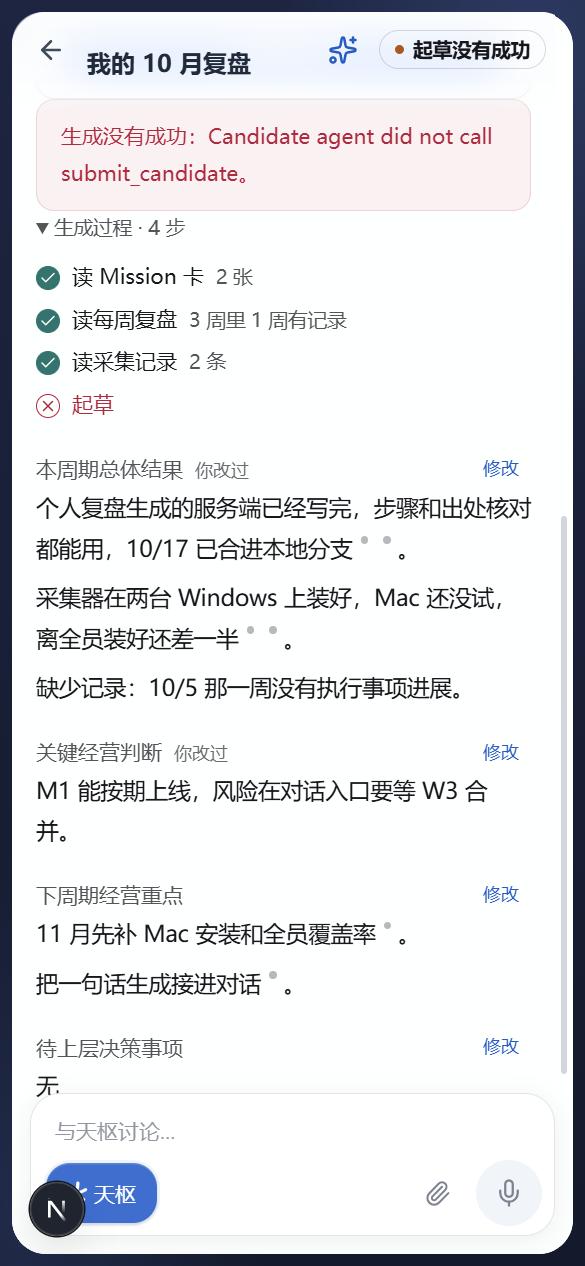 我的 10 月复盘
起草没有成功
生成没有成功：Candidate agent did not call
submit_candidate。
▼生成过程 · 4 步
读 Mission 卡 2 张
读每周复盘 3 周里 1 周有记录
读采集记录 2 条
起草
本周期总体结果 你改过 修改
个人复盘生成的服务端已经写完，步骤和出处核对
都能用，10/17 已合进本地分支 。
采集器在两台 Windows 上装好，Mac 还没试，
离全员装好还差一半 。
缺少记录：10/5 那一周没有执行事项进展。
关键经营判断 你改过 修改
M1 能按期上线，风险在对话入口要等 W3 合
并。
下周期经营重点 修改
11 月先补 Mac 安装和全员覆盖率 。
把一句话生成接进对话 。
待上层决策事项 修改
无
与天枢讨论...
天枢
N